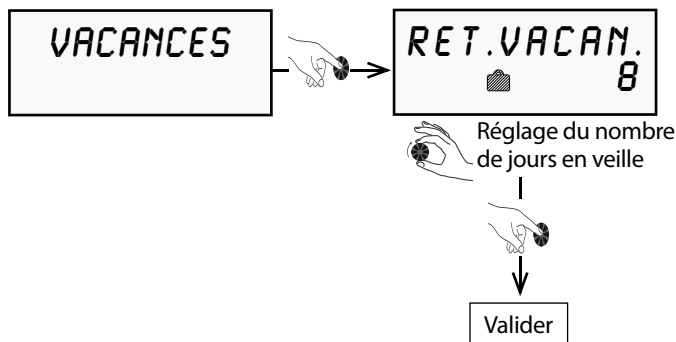 VACANCES
RET.VACAN.
8
Réglage du nombre
de jours en veille
Valider